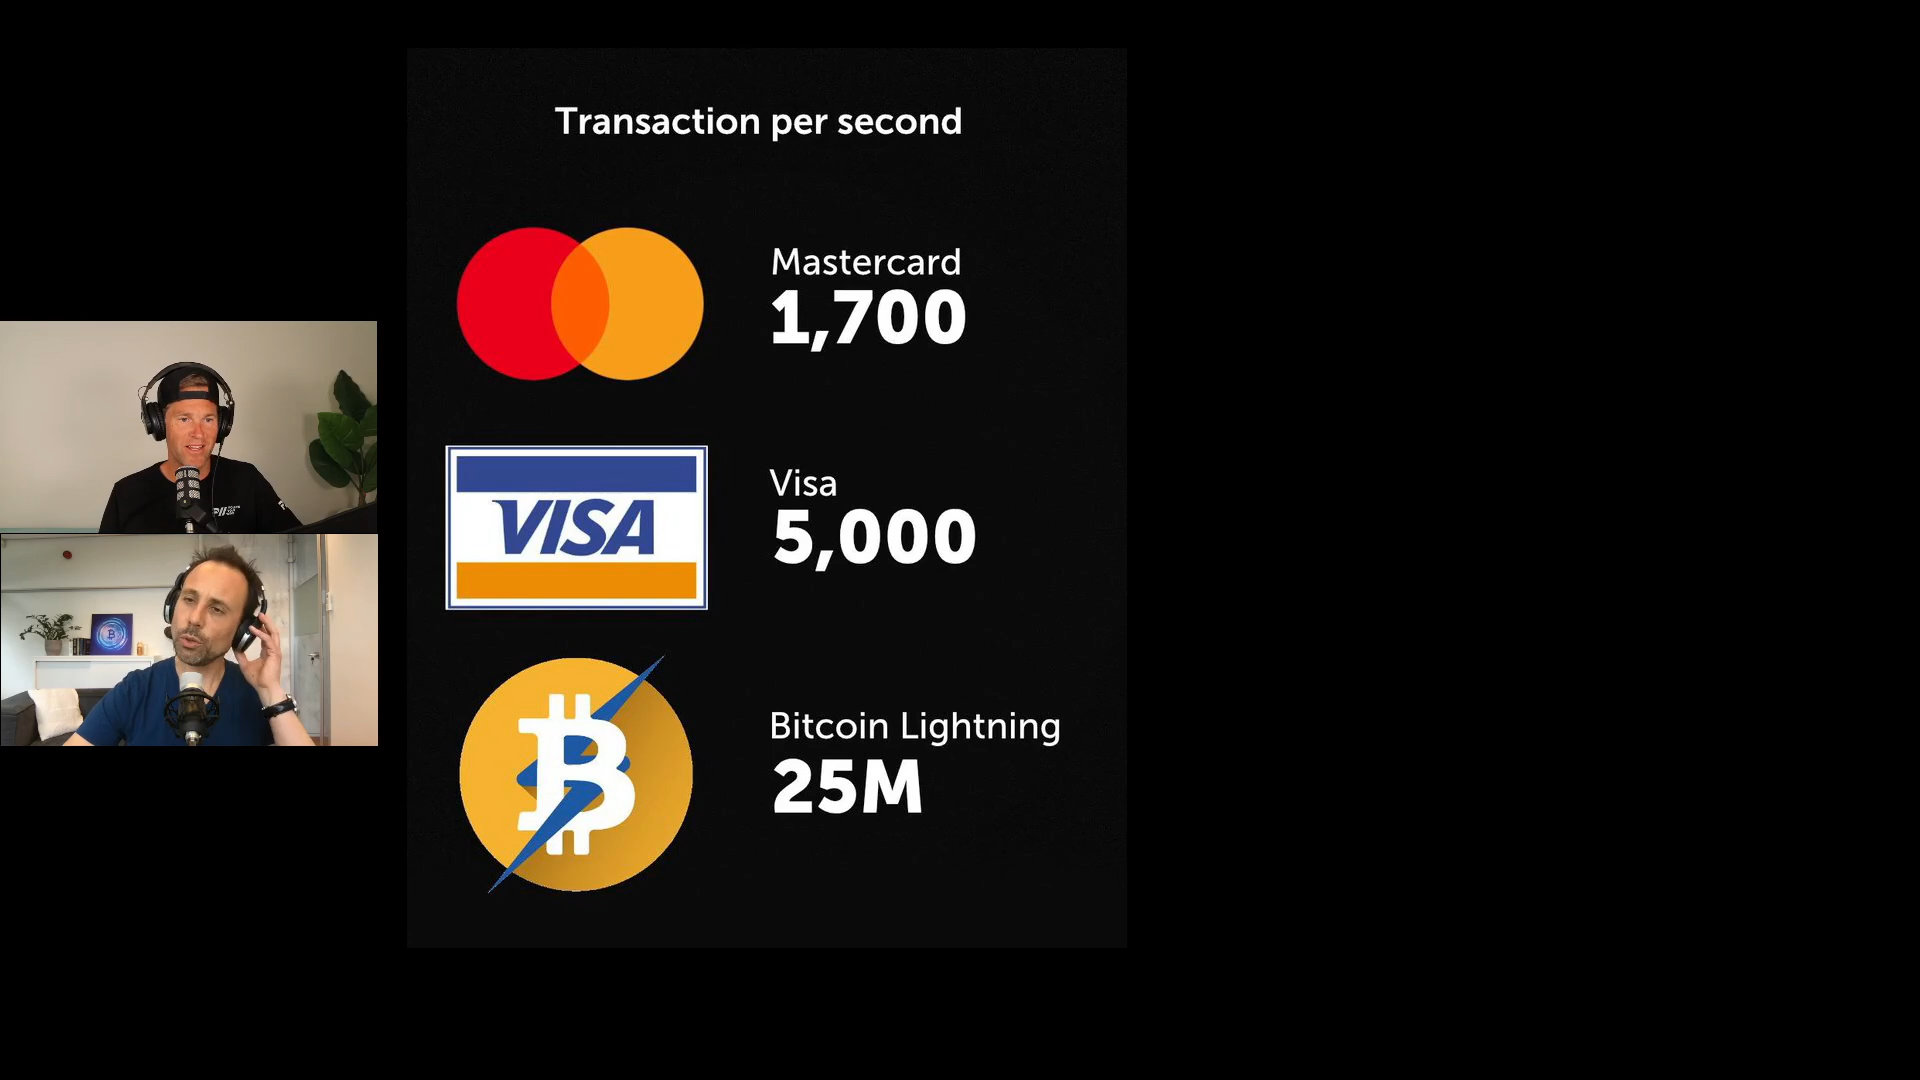 Transaction per second
Mastercard
1,700
VISA
Visa
5,000
Bitcoin Lightning
25M